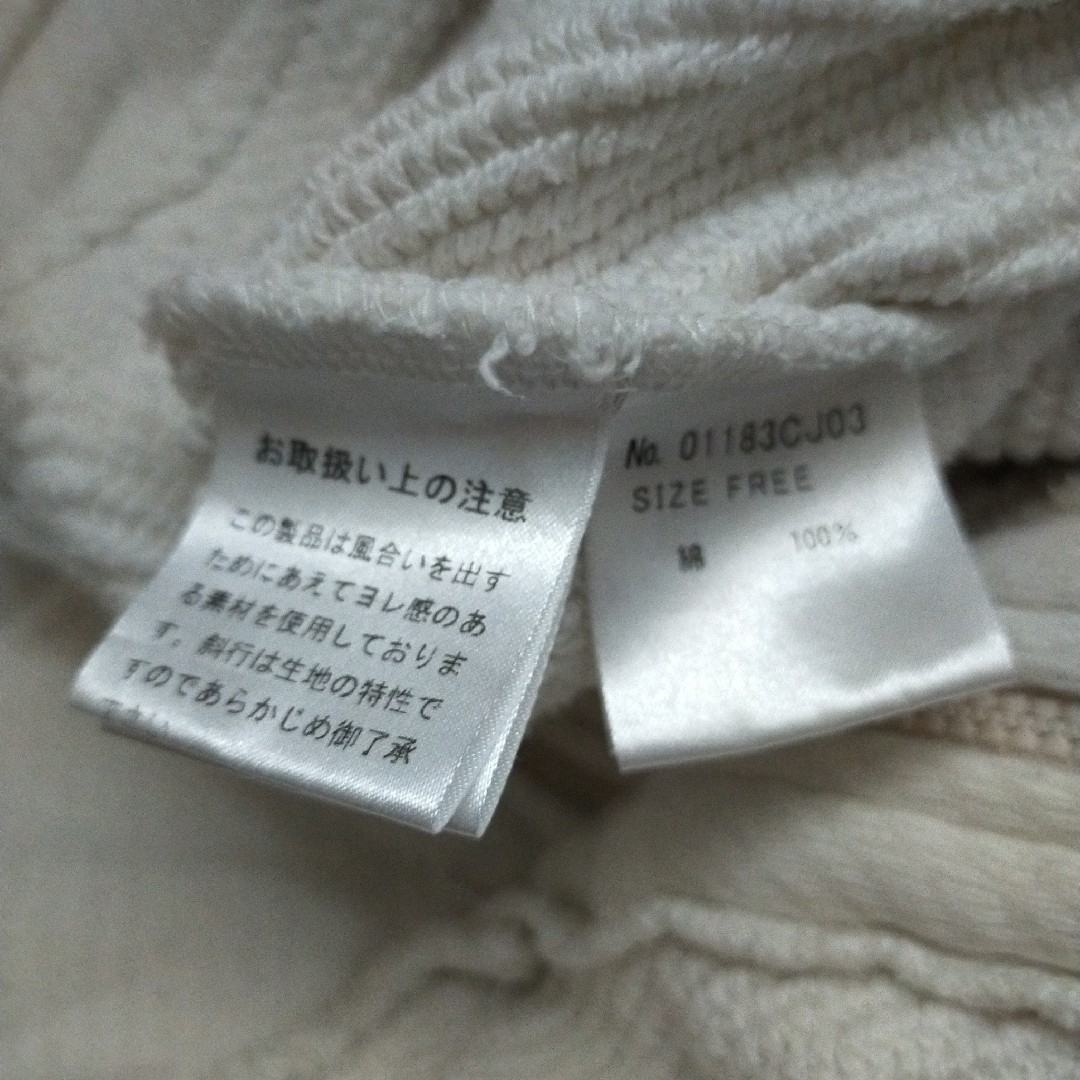 お取扱い上の注意
この製品は風合いを出す
ためにあえてヨレ感のあ
る素材を使用しておりま
す。斜行は生地の特性で
すのであらかじめ御了承
No. 01183CJ03
SIZE FREE
綿 100%